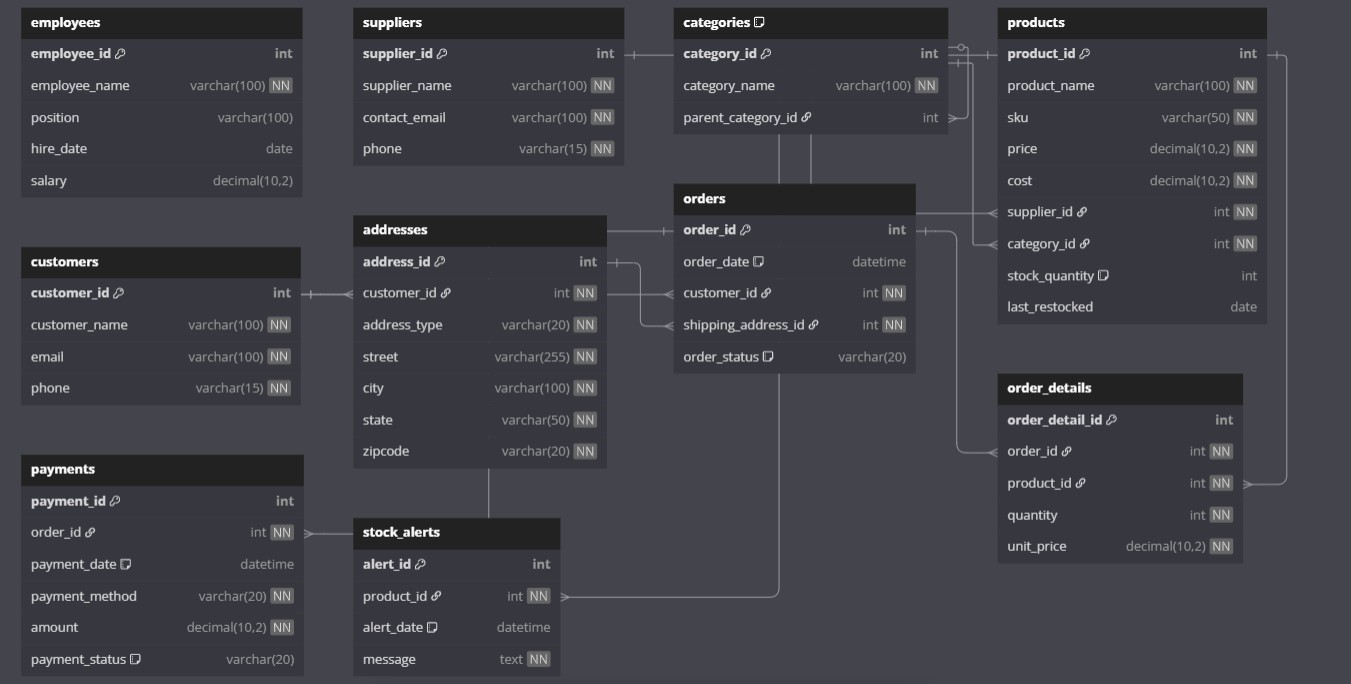 employees
employee_id int
employee_name varchar(100) NN
position varchar(100)
hire_date date
salary decimal(10,2)
suppliers
supplier_id int
supplier_name varchar(100) NN
contact_email varchar(100) NN
phone varchar(15) NN
categories
category_id int
category_name varchar(100) NN
parent_category_id int
products
product_id int
product_name varchar(100) NN
sku varchar(50) NN
price decimal(10,2) NN
cost decimal(10,2) NN
supplier_id int NN
category_id int NN
stock_quantity int
last_restocked date
customers
customer_id int
customer_name varchar(100) NN
email varchar(100) NN
phone varchar(15) NN
addresses
address_id int
customer_id int NN
address_type varchar(20) NN
street varchar(255) NN
city varchar(100) NN
state varchar(50) NN
zipcode varchar(20) NN
orders
order_id int
order_date datetime
customer_id int NN
shipping_address_id int NN
order_status varchar(20)
order_details
order_detail_id int
order_id int NN
product_id int NN
quantity int NN
unit_price decimal(10,2) NN
payments
payment_id int
order_id int NN
payment_date datetime
payment_method varchar(20) NN
amount decimal(10,2) NN
payment_status varchar(20)
stock_alerts
alert_id int
product_id int NN
alert_date datetime
message text NN